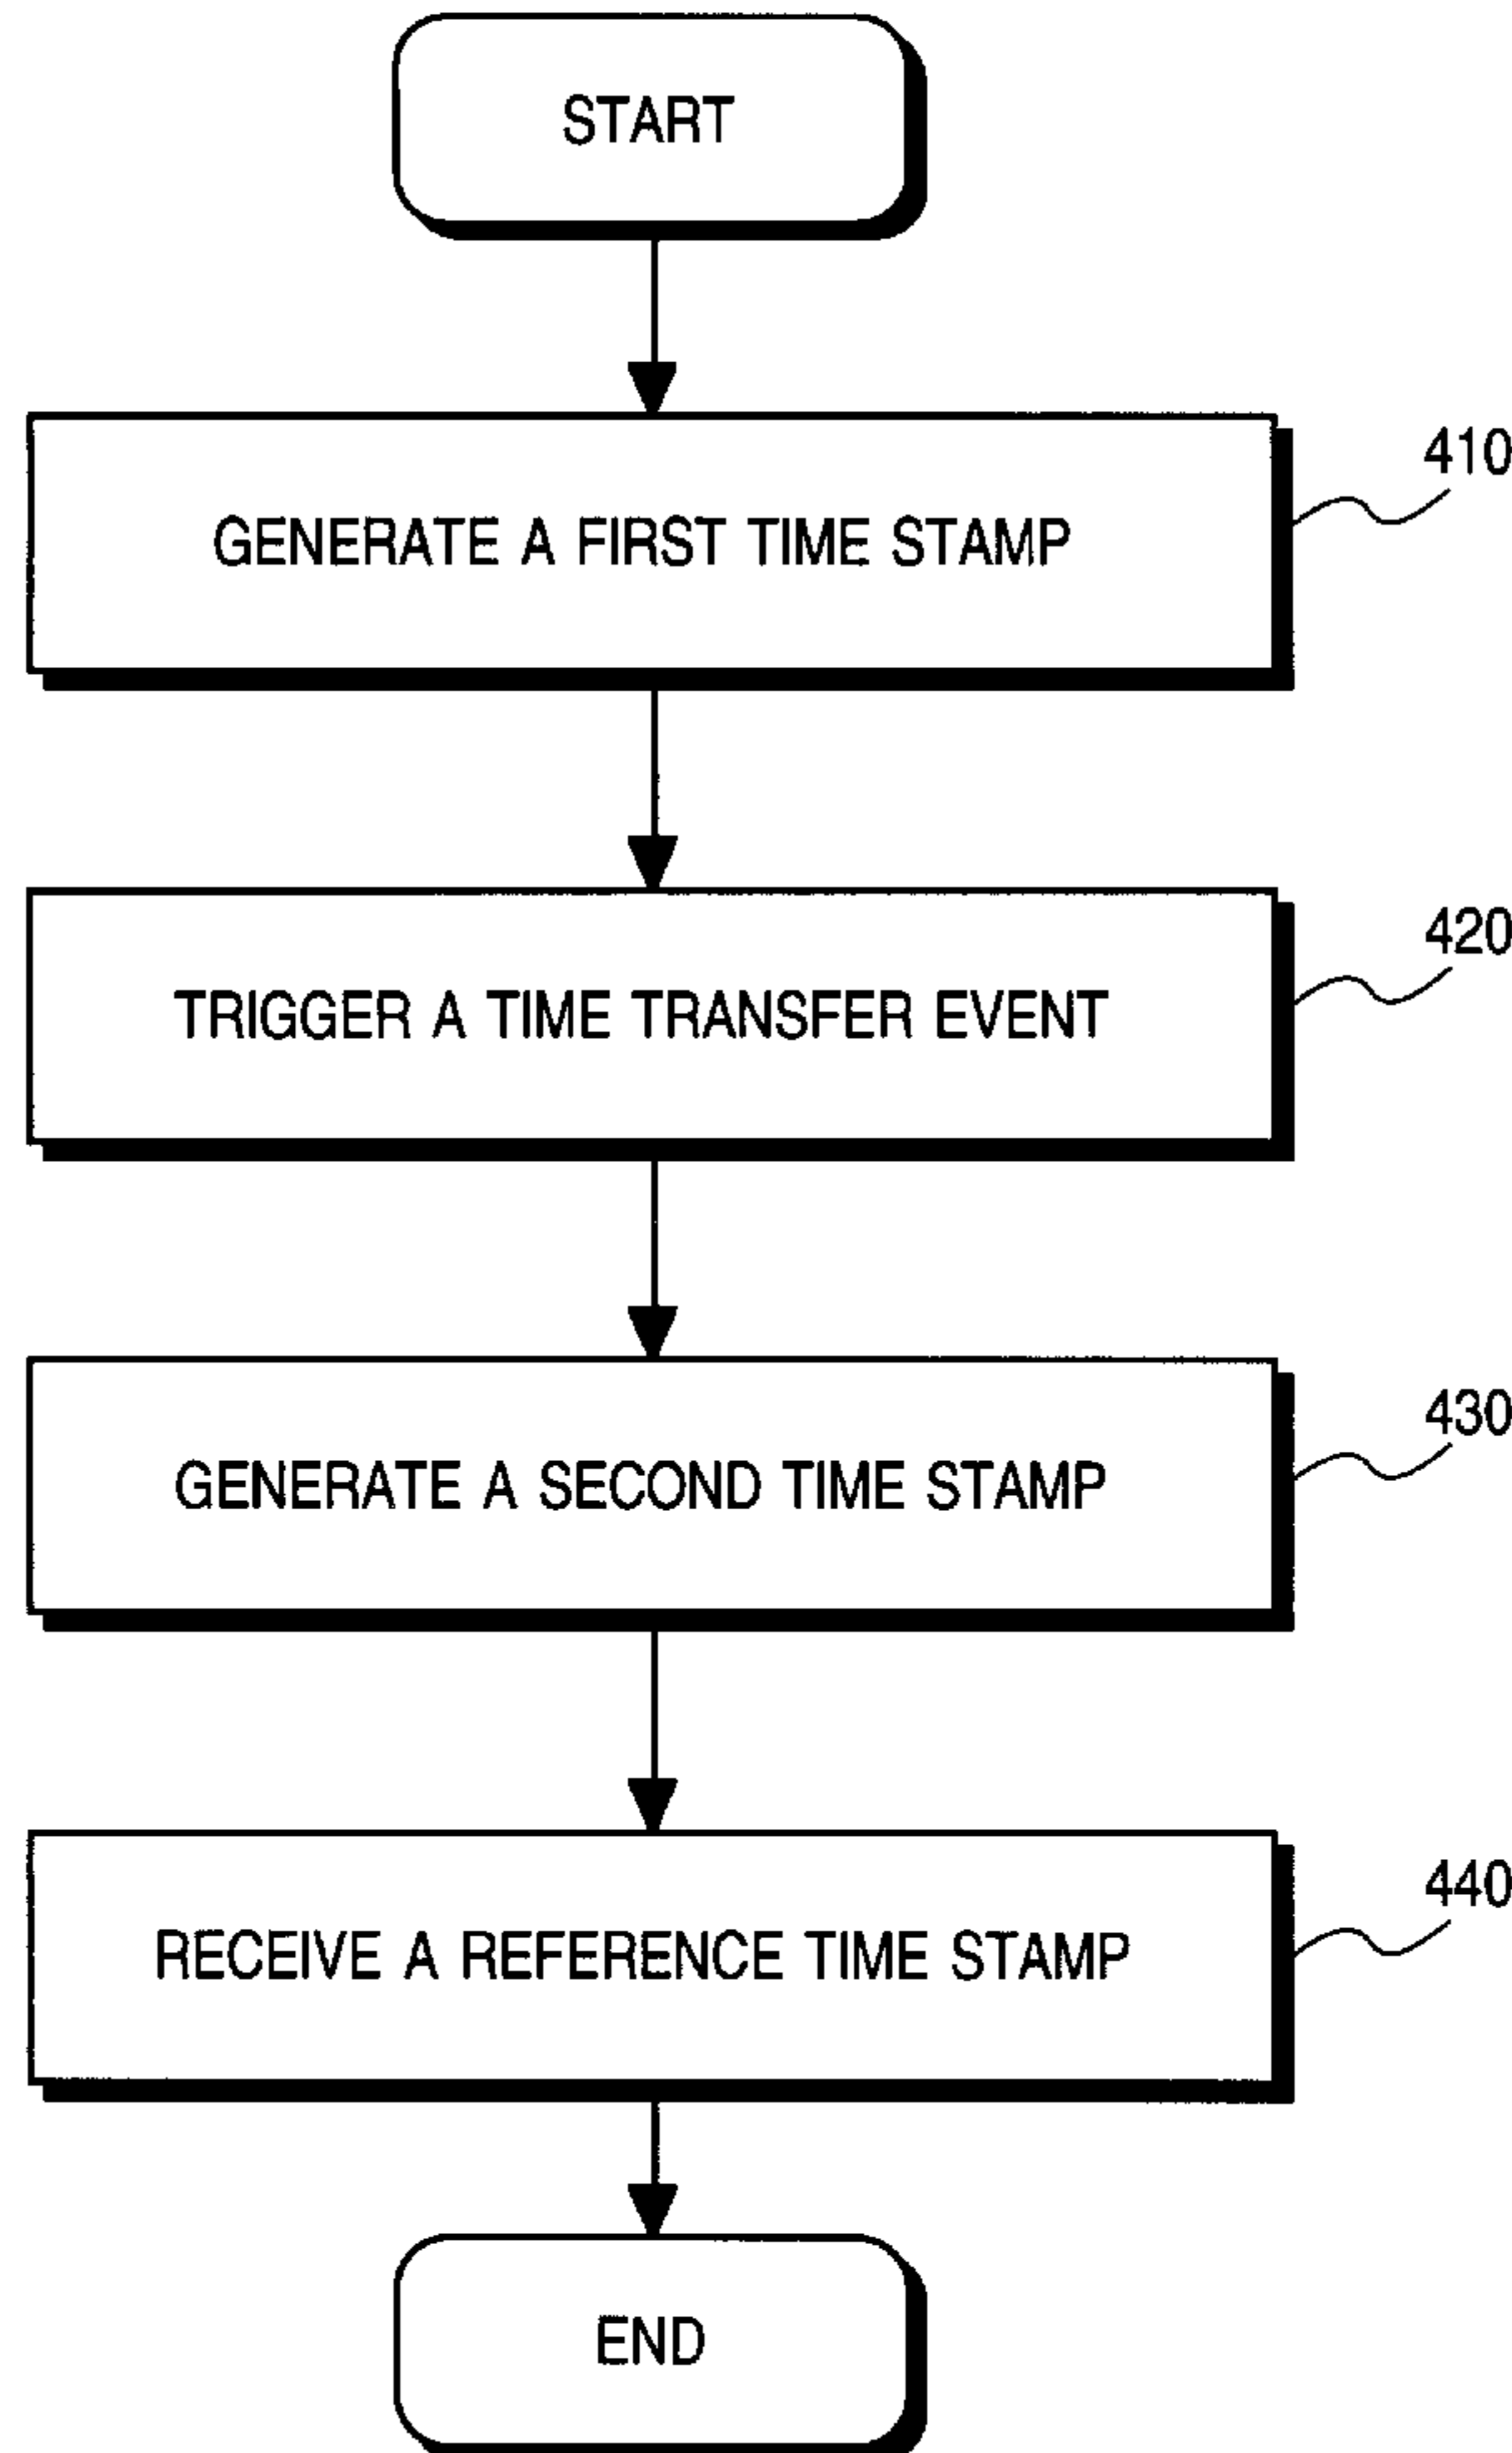 START
GENERATE A FIRST TIME STAMP
410
TRIGGER A TIME TRANSFER EVENT
420
GENERATE A SECOND TIME STAMP
430
RECEIVE A REFERENCE TIME STAMP
440
END